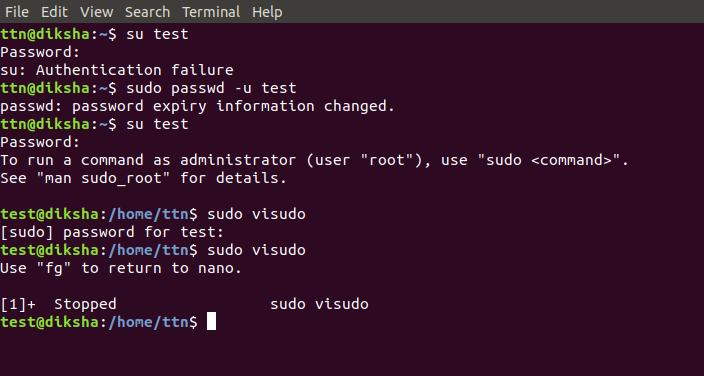 File Edit View Search Terminal Help
ttn@diksha:~$ su test
Password:
su: Authentication failure
ttn@diksha:~$ sudo passwd -u test
passwd: password expiry information changed.
ttn@diksha:~$ su test
Password:
To run a command as administrator (user "root"), use "sudo <command>".
See "man sudo_root" for details.
test@diksha:/home/ttn$ sudo visudo
[sudo] password for test:
test@diksha:/home/ttn$ sudo visudo
Use "fg" to return to nano.
[1]+  Stopped                 sudo visudo
test@diksha:/home/ttn$